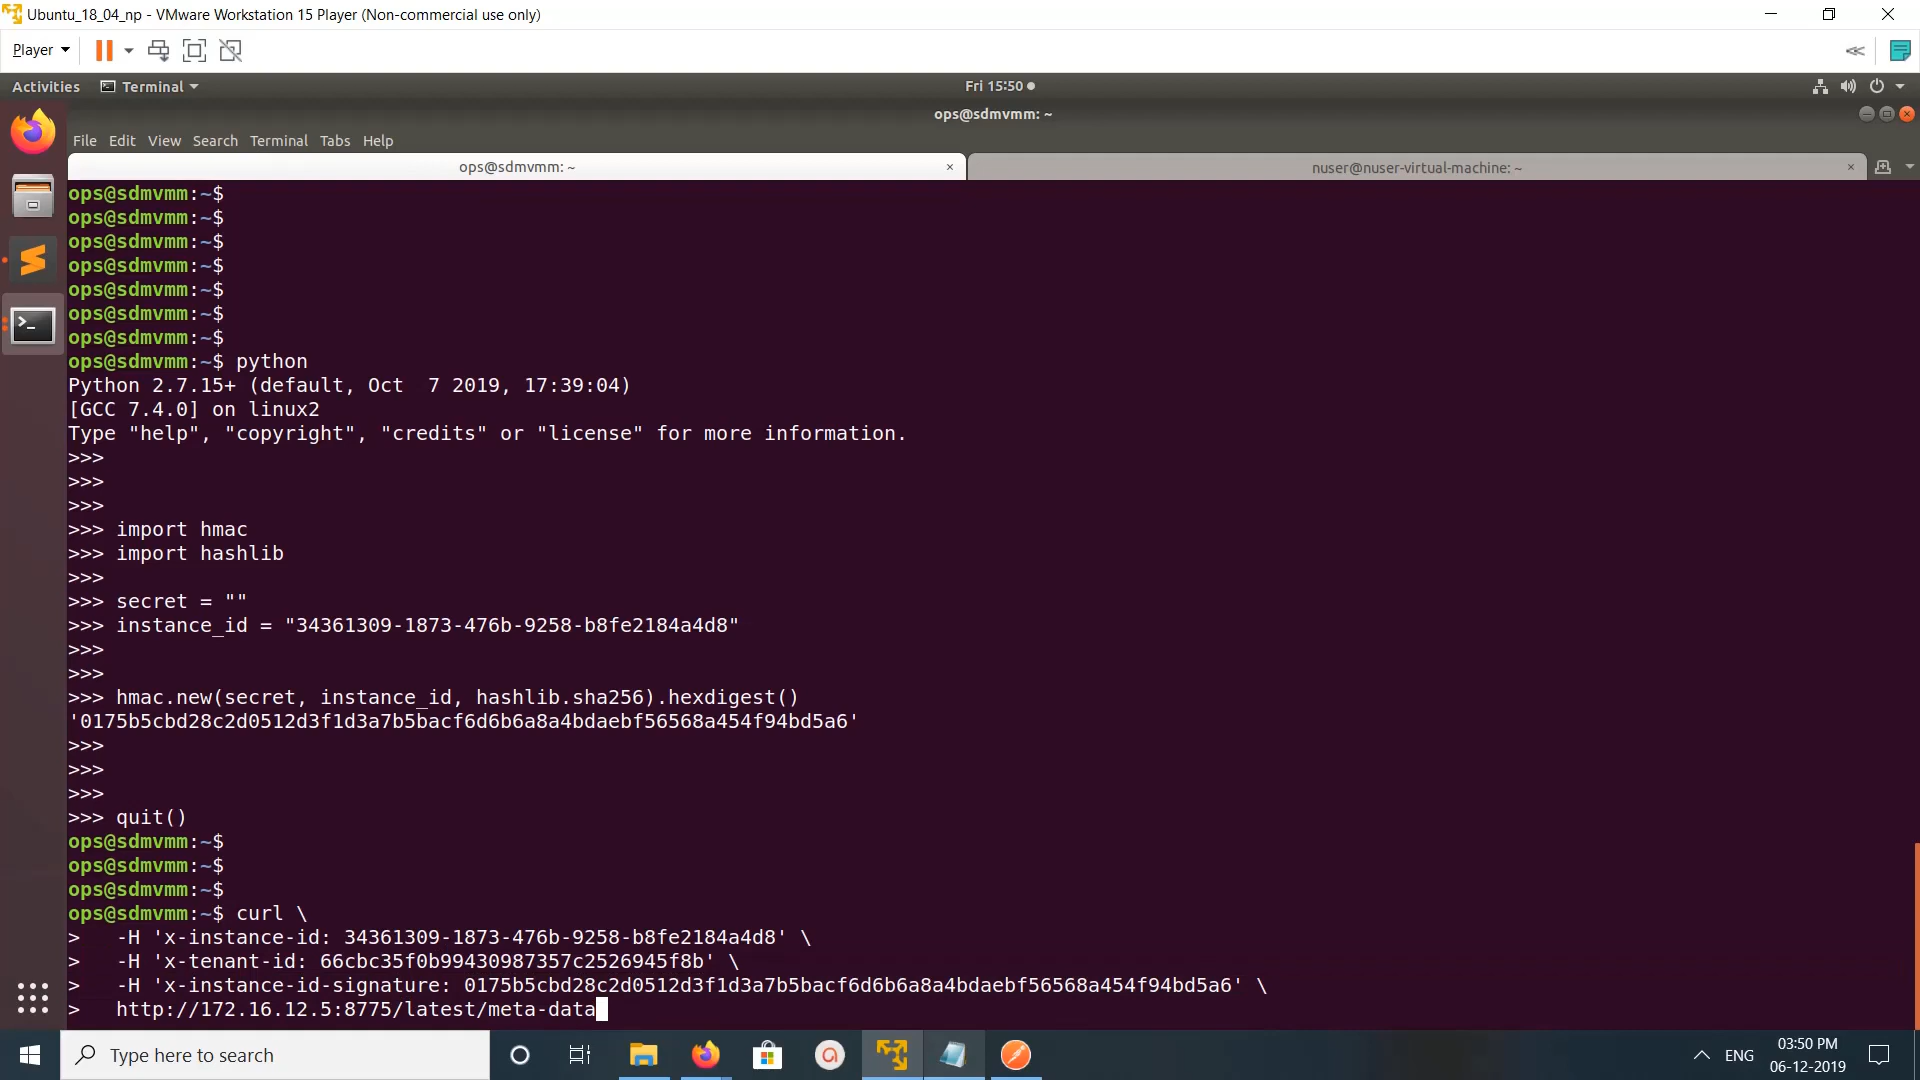 Ubuntu_18_04_np - VMware Workstation 15 Player (Non-commercial use only)
Player
Activities Terminal Fri 15:50
ops@sdmvmm: ~
File Edit View Search Terminal Tabs Help
ops@sdmvmm: ~ × nuser@nuser-virtual-machine: ~ ×
ops@sdmvmm:~$
ops@sdmvmm:~$
ops@sdmvmm:~$
ops@sdmvmm:~$
ops@sdmvmm:~$
ops@sdmvmm:~$
ops@sdmvmm:~$
ops@sdmvmm:~$ python
Python 2.7.15+ (default, Oct  7 2019, 17:39:04)
[GCC 7.4.0] on linux2
Type "help", "copyright", "credits" or "license" for more information.
>>>
>>>
>>>
>>> import hmac
>>> import hashlib
>>>
>>> secret = ""
>>> instance_id = "34361309-1873-476b-9258-b8fe2184a4d8"
>>>
>>>
>>> hmac.new(secret, instance_id, hashlib.sha256).hexdigest()
'0175b5cbd28c2d0512d3f1d3a7b5bacf6d6b6a8a4bdaebf56568a454f94bd5a6'
>>>
>>>
>>>
>>> quit()
ops@sdmvmm:~$
ops@sdmvmm:~$
ops@sdmvmm:~$
ops@sdmvmm:~$ curl \
>   -H 'x-instance-id: 34361309-1873-476b-9258-b8fe2184a4d8' \
>   -H 'x-tenant-id: 66cbc35f0b99430987357c2526945f8b' \
>   -H 'x-instance-id-signature: 0175b5cbd28c2d0512d3f1d3a7b5bacf6d6b6a8a4bdaebf56568a454f94bd5a6' \
>   http://172.16.12.5:8775/latest/meta-data
Type here to search
ENG
03:50 PM
06-12-2019